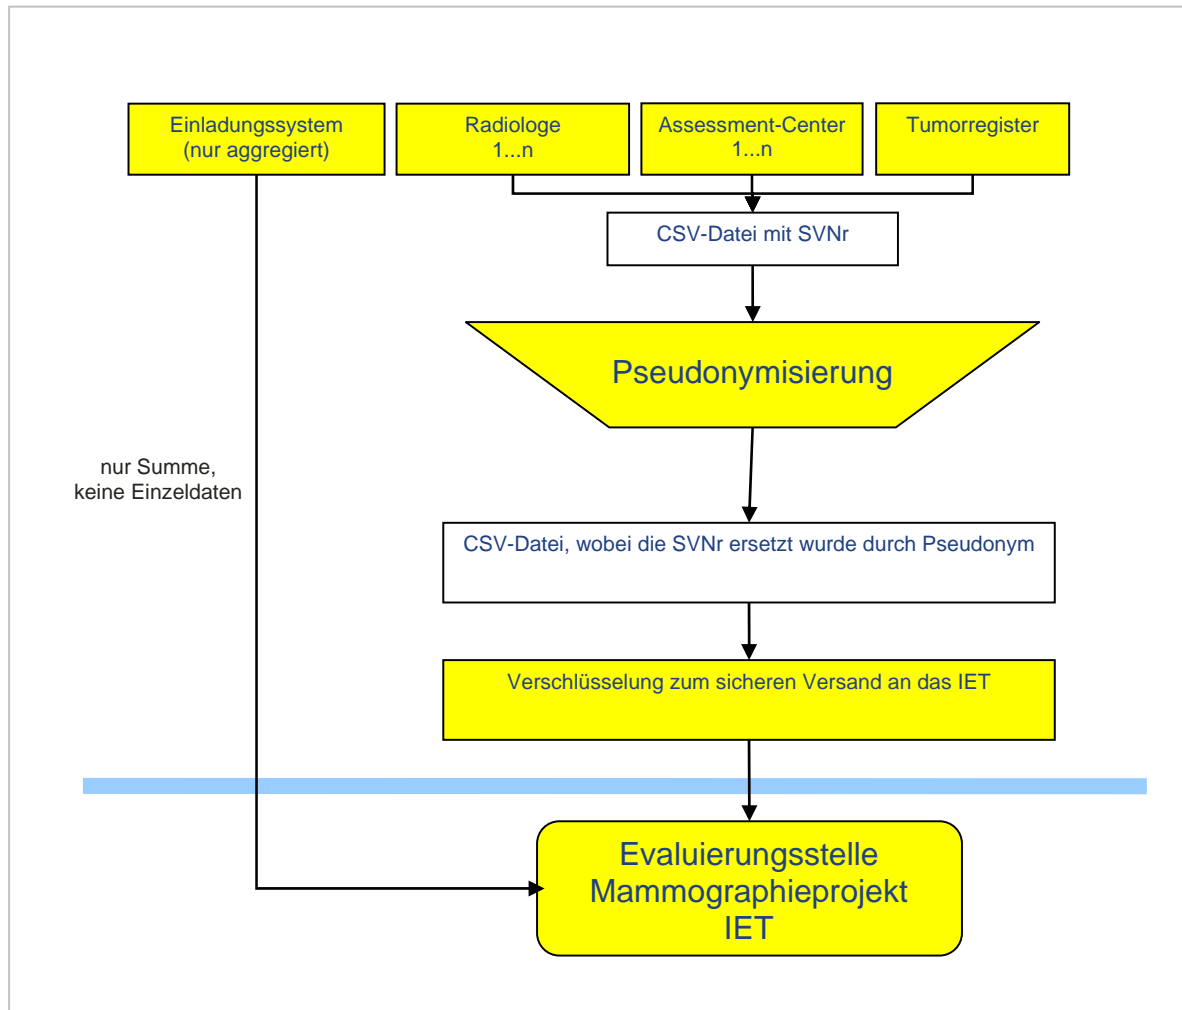 Einladungssystem
(nur aggregiert)
Radiologe
1...n
Assessment-Center
1...n
Tumorregister
CSV-Datei mit SVNr
Pseudonymisierung
nur Summe,
keine Einzeldaten
CSV-Datei, wobei die SVNr ersetzt wurde durch Pseudonym
Verschlüsselung zum sicheren Versand an das IET
Evaluierungsstelle
Mammographieprojekt
IET